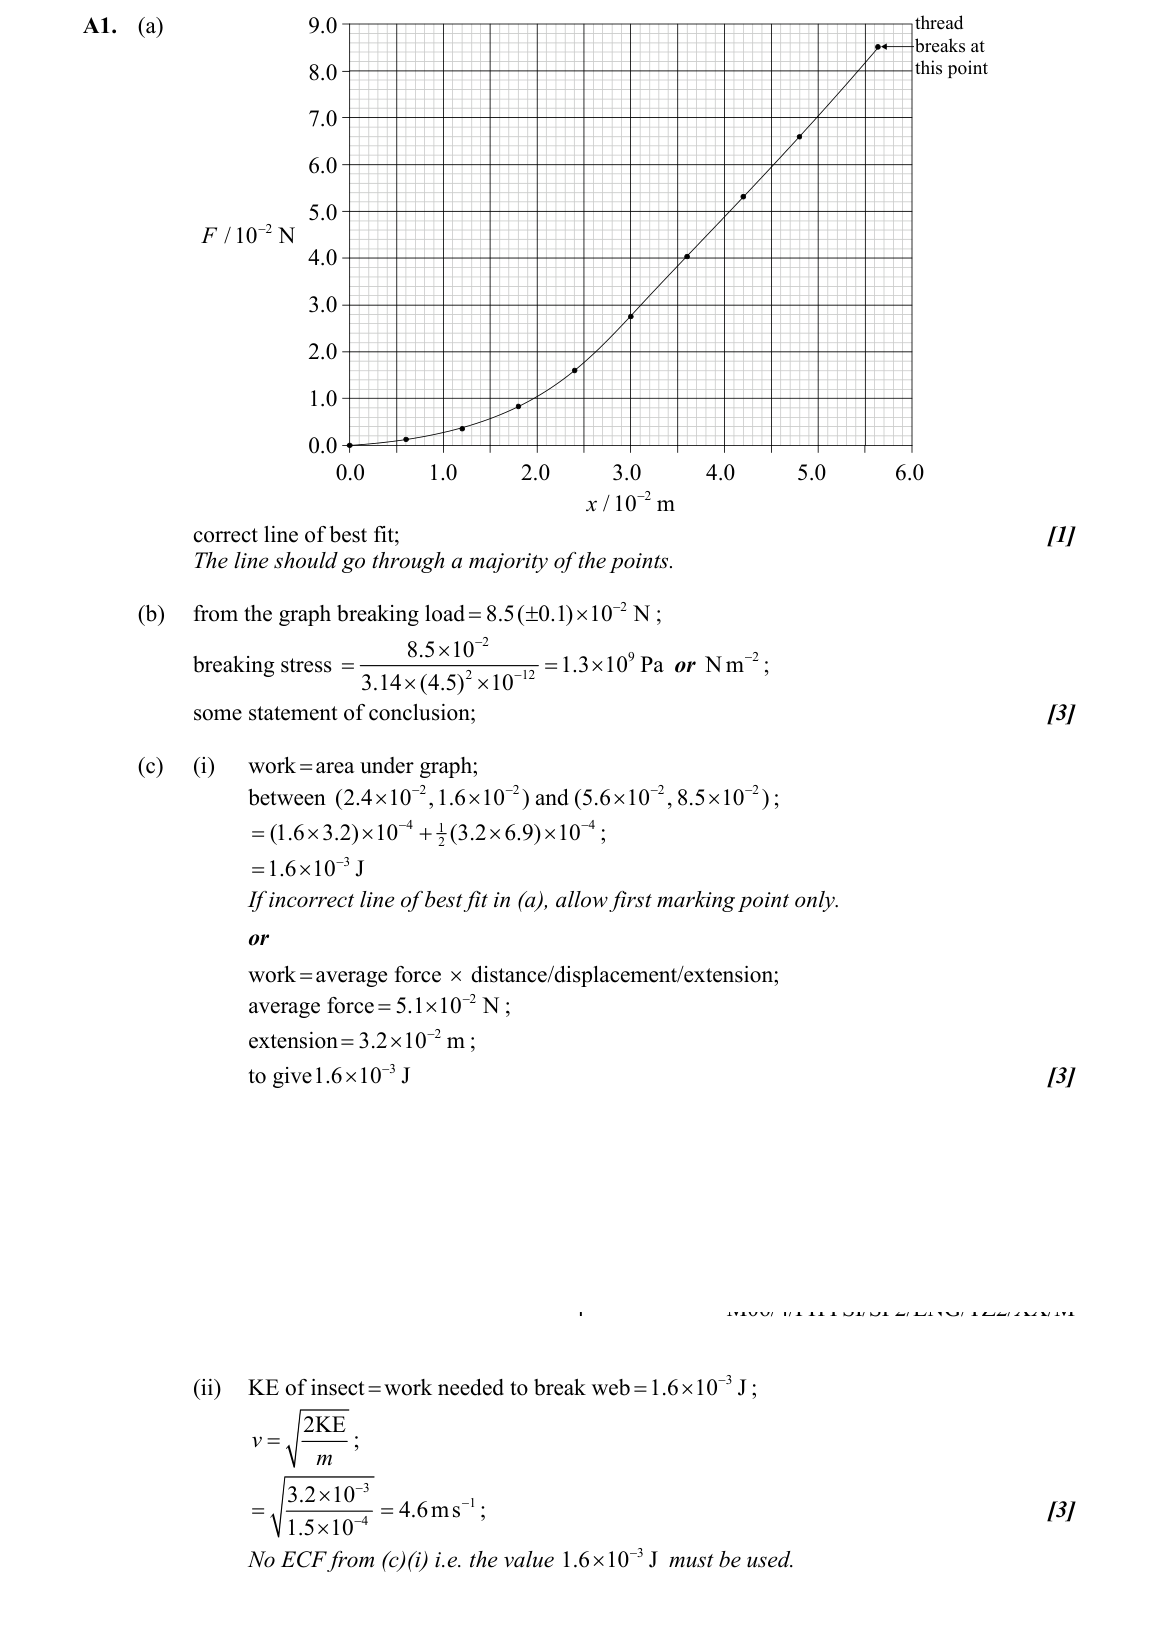 A1. (a)
9.0
8.0
7.0
6.0
5.0
4.0
3.0
2.0
1.0
0.0
F / 10⁻² N
0.0 1.0 2.0 3.0 4.0 5.0 6.0
x / 10⁻² m
thread
breaks at
this point
correct line of best fit; [1]
The line should go through a majority of the points.
(b) from the graph breaking load = 8.5(±0.1)×10⁻² N ;
breaking stress = 8.5×10⁻² / 3.14×(4.5)²×10⁻¹² = 1.3×10⁹ Pa or N m⁻² ;
some statement of conclusion; [3]
(c) (i) work = area under graph;
between (2.4×10⁻², 1.6×10⁻²) and (5.6×10⁻², 8.5×10⁻²) ;
= (1.6×3.2)×10⁻⁴ + ½(3.2×6.9)×10⁻⁴ ;
= 1.6×10⁻³ J
If incorrect line of best fit in (a), allow first marking point only.
or
work = average force × distance/displacement/extension;
average force = 5.1×10⁻² N ;
extension = 3.2×10⁻² m ;
to give 1.6×10⁻³ J [3]
(ii) KE of insect = work needed to break web = 1.6×10⁻³ J ;
v = √(2KE / m) ;
= √(3.2×10⁻³ / 1.5×10⁻⁴) = 4.6 m s⁻¹ ; [3]
No ECF from (c)(i) i.e. the value 1.6×10⁻³ J must be used.